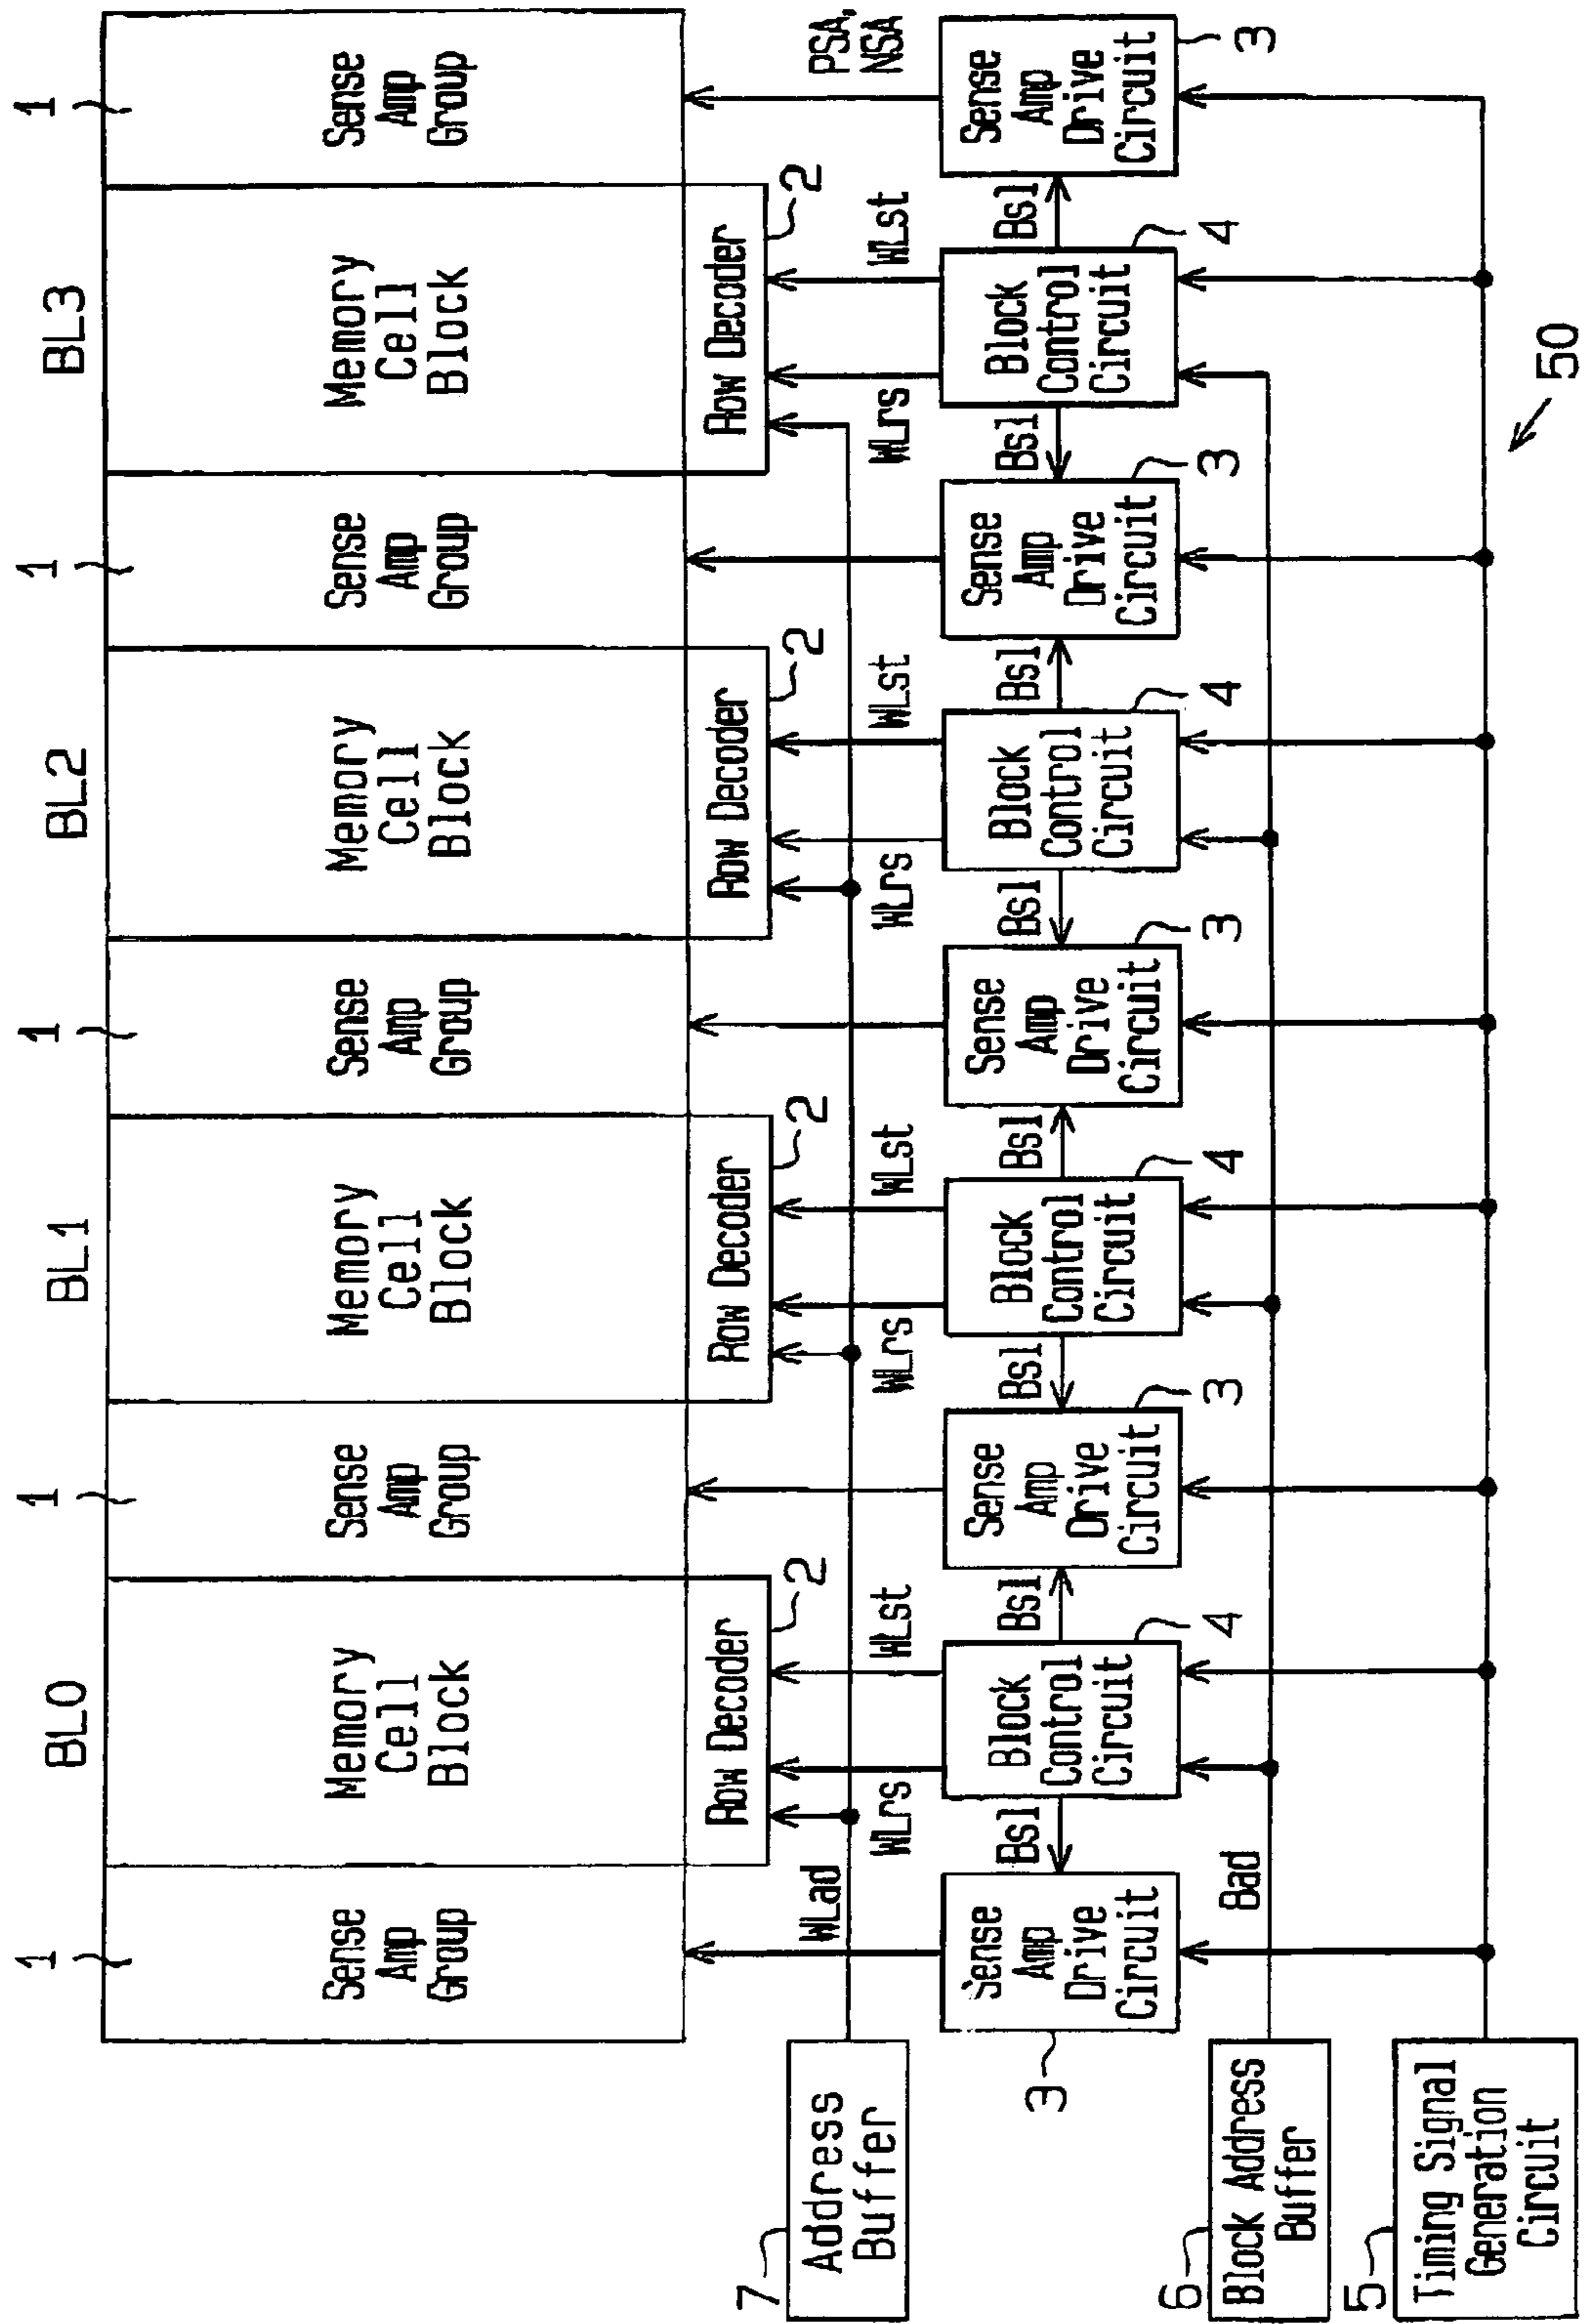 BL0
BL1
BL2
BL3
1
1
1
1
1
Sense
Amp
Group
Memory
Cell
Block
Sense
Amp
Group
Memory
Cell
Block
Sense
Amp
Group
Memory
Cell
Block
Sense
Amp
Group
Memory
Cell
Block
Sense
Amp
Group
Row Decoder
2
Row Decoder
2
Row Decoder
2
Row Decoder
2
7
Address
Buffer
WLad
WLrs
WLst
WLrs
WLst
WLrs
WLst
WLrs
WLst
PSA,
NSA
3
Sense
Amp
Drive
Circuit
Bsl
Block
Control
Circuit
4
Bsl
Sense
Amp
Drive
Circuit
3
Bsl
Block
Control
Circuit
4
Bsl
Sense
Amp
Drive
Circuit
3
Bsl
Block
Control
Circuit
4
Bsl
Sense
Amp
Drive
Circuit
3
Bsl
Block
Control
Circuit
4
Bsl
Sense
Amp
Drive
Circuit
3
6
Block Address
Buffer
Bad
5
Timing Signal
Generation
Circuit
50